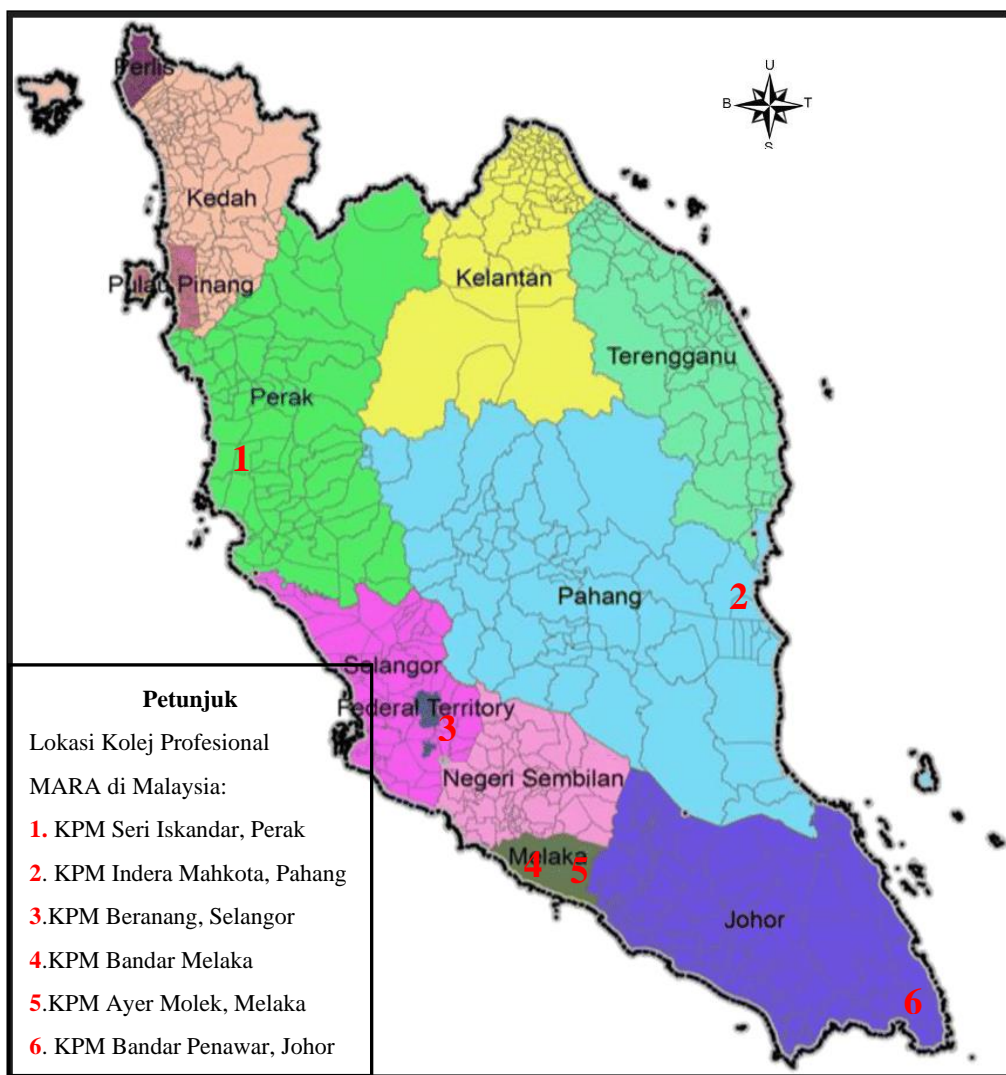 U
B T
S
Perlis
Kedah
Pulau Pinang
Kelantan
Terengganu
Perak
1
Pahang
2
Selangor
Federal Territory
3
Negeri Sembilan
Melaka
4 5
Johor
6
Petunjuk
Lokasi Kolej Profesional
MARA di Malaysia:
1. KPM Seri Iskandar, Perak
2. KPM Indera Mahkota, Pahang
3.KPM Beranang, Selangor
4.KPM Bandar Melaka
5.KPM Ayer Molek, Melaka
6. KPM Bandar Penawar, Johor